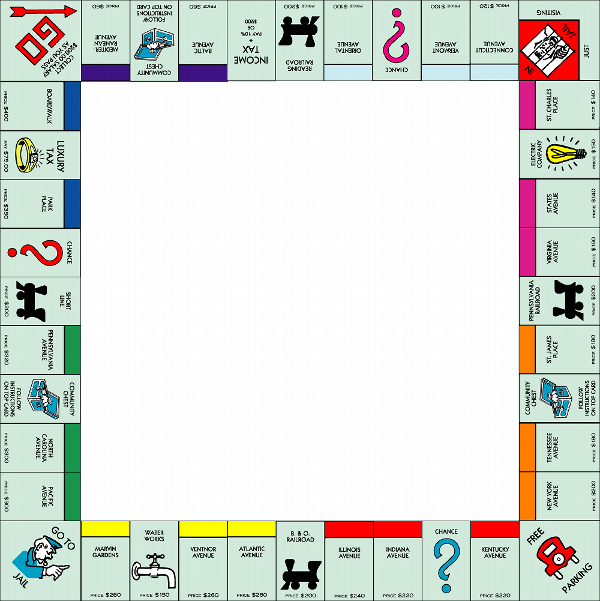 COLLECT
$200.00 SALARY
AS YOU PASS
GO
MEDITER-
RANEAN
AVENUE
PRICE $60
COMMUNITY
CHEST
FOLLOW
INSTRUCTIONS
ON TOP CARD
BALTIC
AVENUE
PRICE $60
INCOME
TAX
PAY 10%
OR
$200
READING
RAILROAD
PRICE $200
ORIENTAL
AVENUE
PRICE $100
CHANCE
VERMONT
AVENUE
PRICE $100
CONNECTICUT
AVENUE
PRICE $120
IN
JAIL
JUST
VISITING
BOARDWALK
PRICE $400
ST. CHARLES
PLACE
PRICE $140
LUXURY
TAX
PAY $75.00
ELECTRIC
COMPANY
PRICE $150
PARK
PLACE
PRICE $350
STATES
AVENUE
PRICE $140
CHANCE
VIRGINIA
AVENUE
PRICE $160
SHORT
LINE
PRICE $200
PENNSYLVANIA
RAILROAD
PRICE $200
PENNSYLVANIA
AVENUE
PRICE $320
ST. JAMES
PLACE
PRICE $180
COMMUNITY
CHEST
FOLLOW
INSTRUCTIONS
ON TOP CARD
COMMUNITY
CHEST
FOLLOW
INSTRUCTIONS
ON TOP CARD
NORTH
CAROLINA
AVENUE
PRICE $300
TENNESSEE
AVENUE
PRICE $180
PACIFIC
AVENUE
PRICE $300
NEW YORK
AVENUE
PRICE $200
GO TO
JAIL
MARVIN
GARDENS
PRICE $280
WATER
WORKS
PRICE $150
VENTNOR
AVENUE
PRICE $260
ATLANTIC
AVENUE
PRICE $260
B. & O.
RAILROAD
PRICE $200
ILLINOIS
AVENUE
PRICE $240
INDIANA
AVENUE
PRICE $220
CHANCE
KENTUCKY
AVENUE
PRICE $220
FREE
PARKING